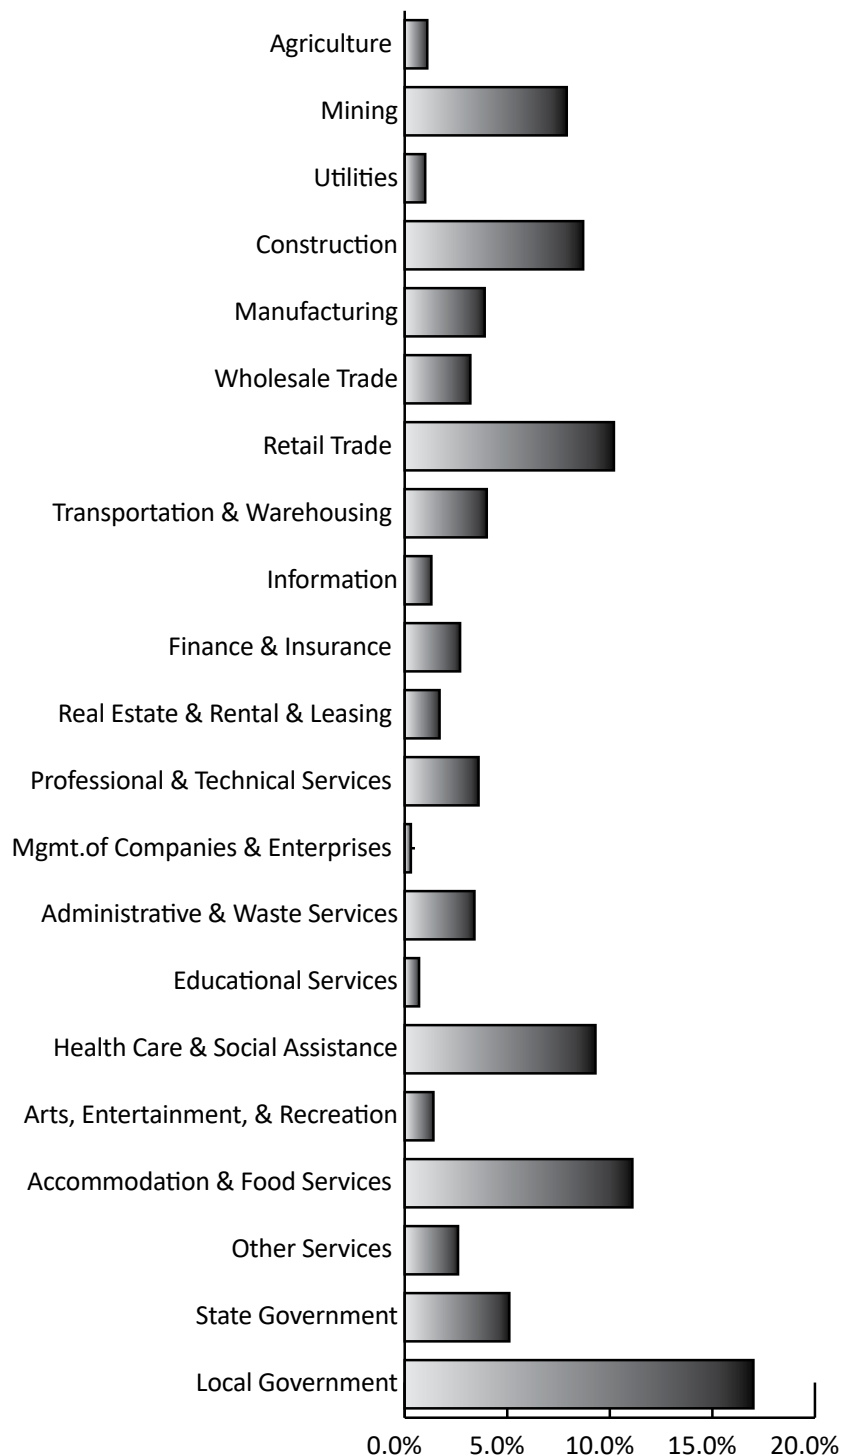 Agriculture
Mining
Utilities
Construction
Manufacturing
Wholesale Trade
Retail Trade
Transportation & Warehousing
Information
Finance & Insurance
Real Estate & Rental & Leasing
Professional & Technical Services
Mgmt.of Companies & Enterprises
Administrative & Waste Services
Educational Services
Health Care & Social Assistance
Arts, Entertainment, & Recreation
Accommodation & Food Services
Other Services
State Government
Local Government
0.0% 5.0% 10.0% 15.0% 20.0%